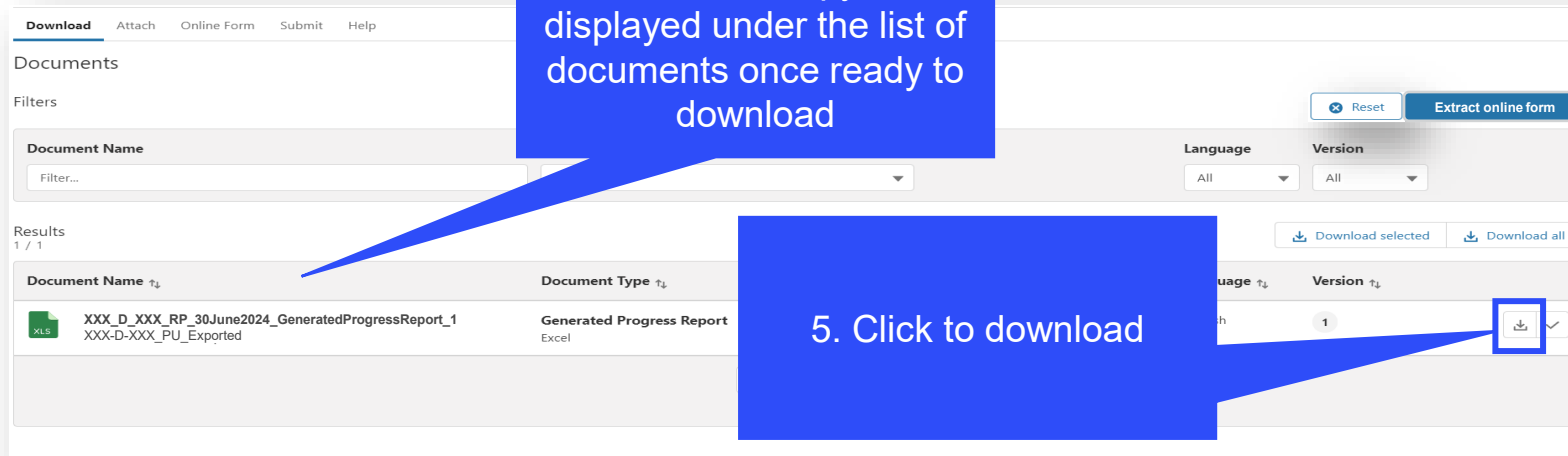 Download Attach Online Form Submit Help
displayed under the list of
documents once ready to
download
Documents
Filters
Reset Extract online form
Document Name Language Version
Filter... All All
Results
1 / 1
Download selected Download all
Document Name Document Type Version
XLS XXX_D_XXX_RP_30June2024_GeneratedProgressReport_1 Generated Progress Report 1
XXX-D-XXX_PU_Exported Excel
5. Click to download